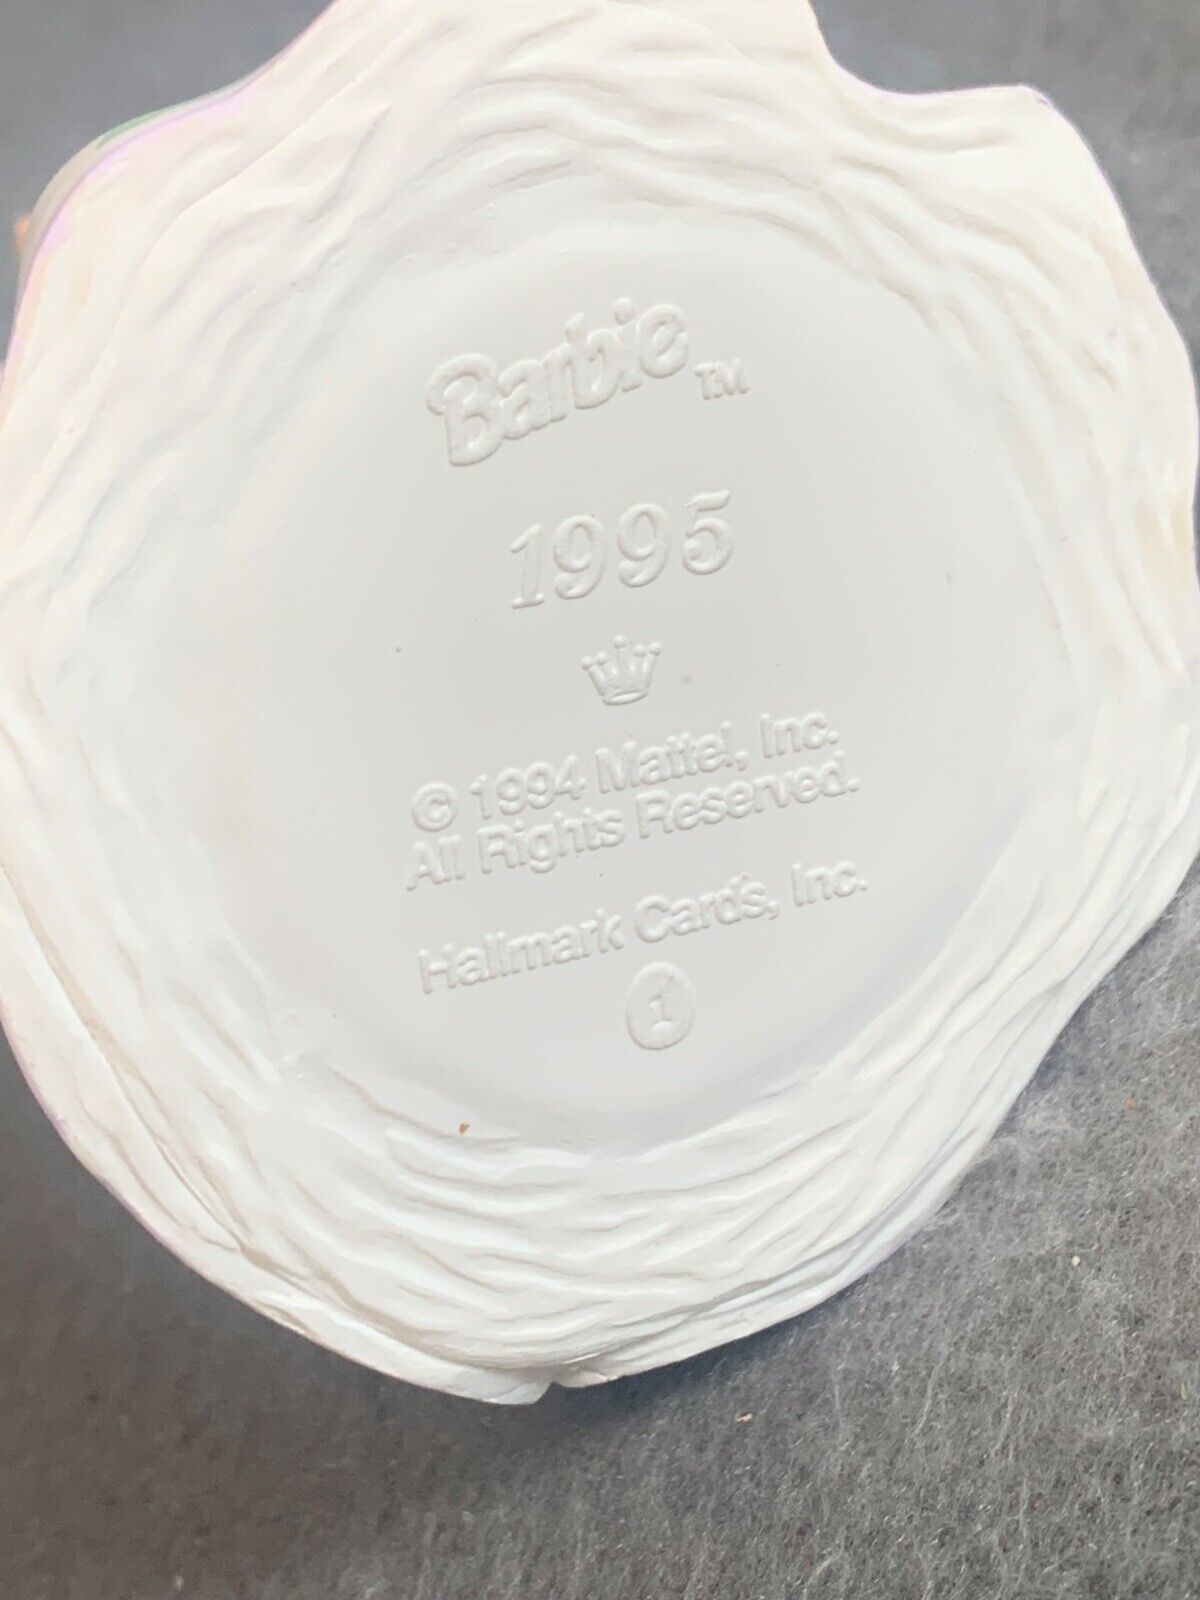 Barbie TM
1995
© 1994 Mattel, Inc.
All Rights Reserved.
Hallmark Cards, Inc.
1